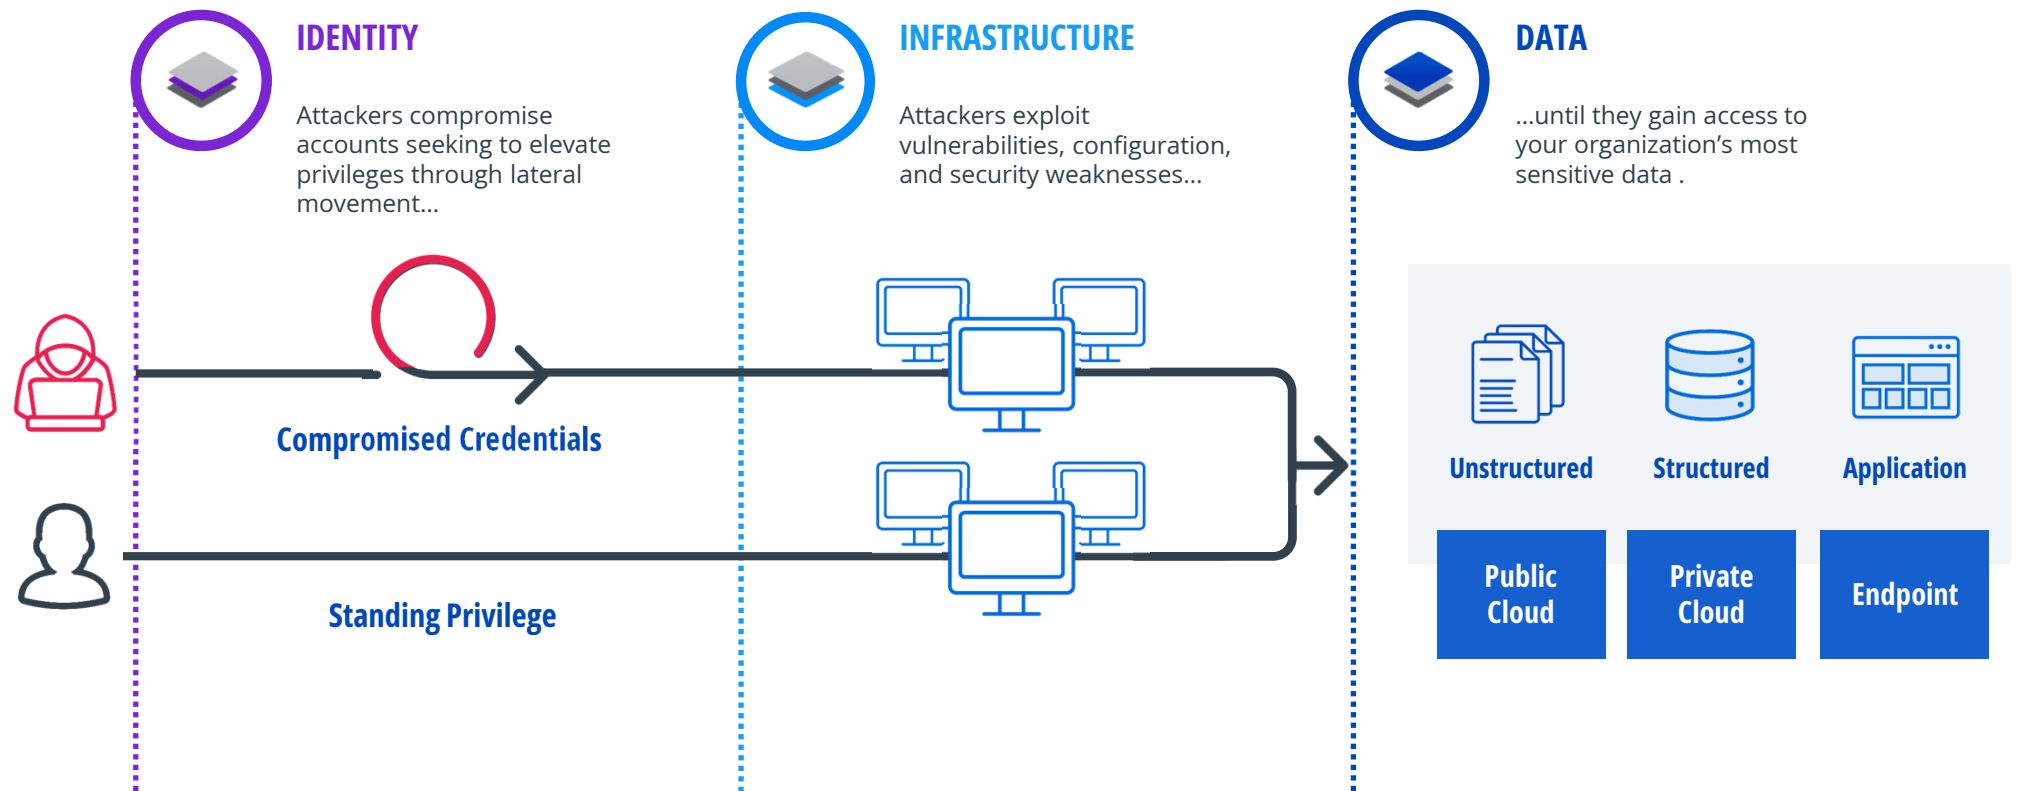 IDENTITY
Attackers compromise
accounts seeking to elevate
privileges through lateral
movement...
INFRASTRUCTURE
Attackers exploit
vulnerabilities, configuration,
and security weaknesses...
DATA
...until they gain access to
your organization's most
sensitive data .
Compromised Credentials
Standing Privilege
Unstructured
Structured
Application
Public
Cloud
Private
Cloud
Endpoint